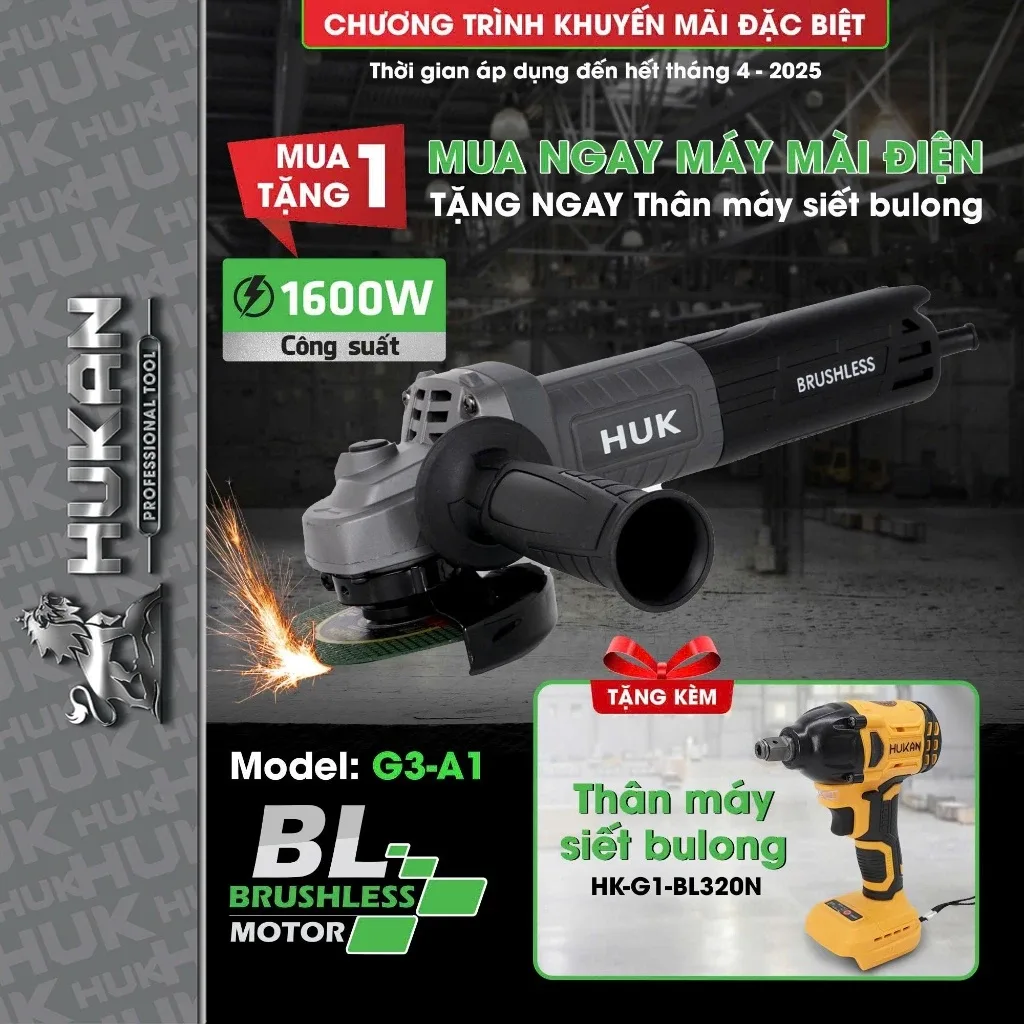 CHƯƠNG TRÌNH KHUYẾN MÃI ĐẶC BIỆT
Thời gian áp dụng đến hết tháng 4 - 2025
MUA 1
TẶNG
MUA NGAY MÁY MÀI ĐIỆN
TẶNG NGAY Thân máy siết bulong
1600W
Công suất
BRUSHLESS
HUK
HUKAN
PROFESSIONAL TOOL
TẶNG KÈM
Model: G3-A1
BL
BRUSHLESS
MOTOR
Thân máy
siết bulong
HK-G1-BL320N
HUKAN